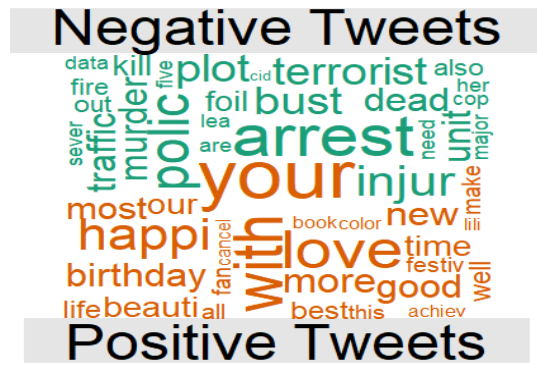 Negative Tweets
data kill five plot cid terrorist also
fire out murder foil bust dead her cop
sever traffic polic lea are arrest need unit major
your injur make
most our book color new lili
happi fan cancel with love time
birthday more good festiv well
life beauti all best this achiev
Positive Tweets